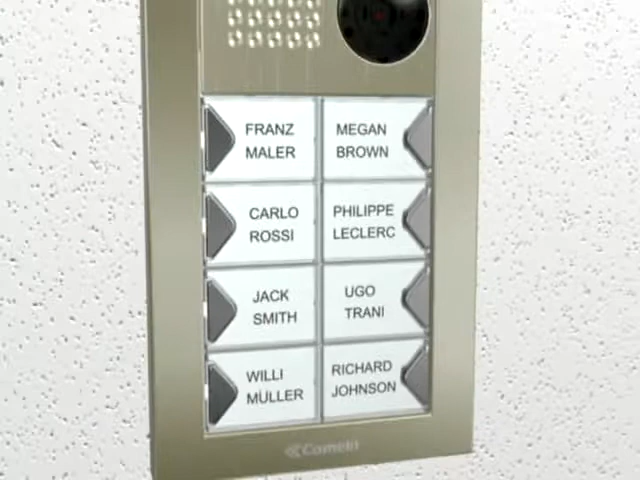 FRANZ
MALER
MEGAN
BROWN
CARLO
ROSSI
PHILIPPE
LECLERC
JACK
SMITH
UGO
TRANI
WILLI
MÜLLER
RICHARD
JOHNSON
Comelit